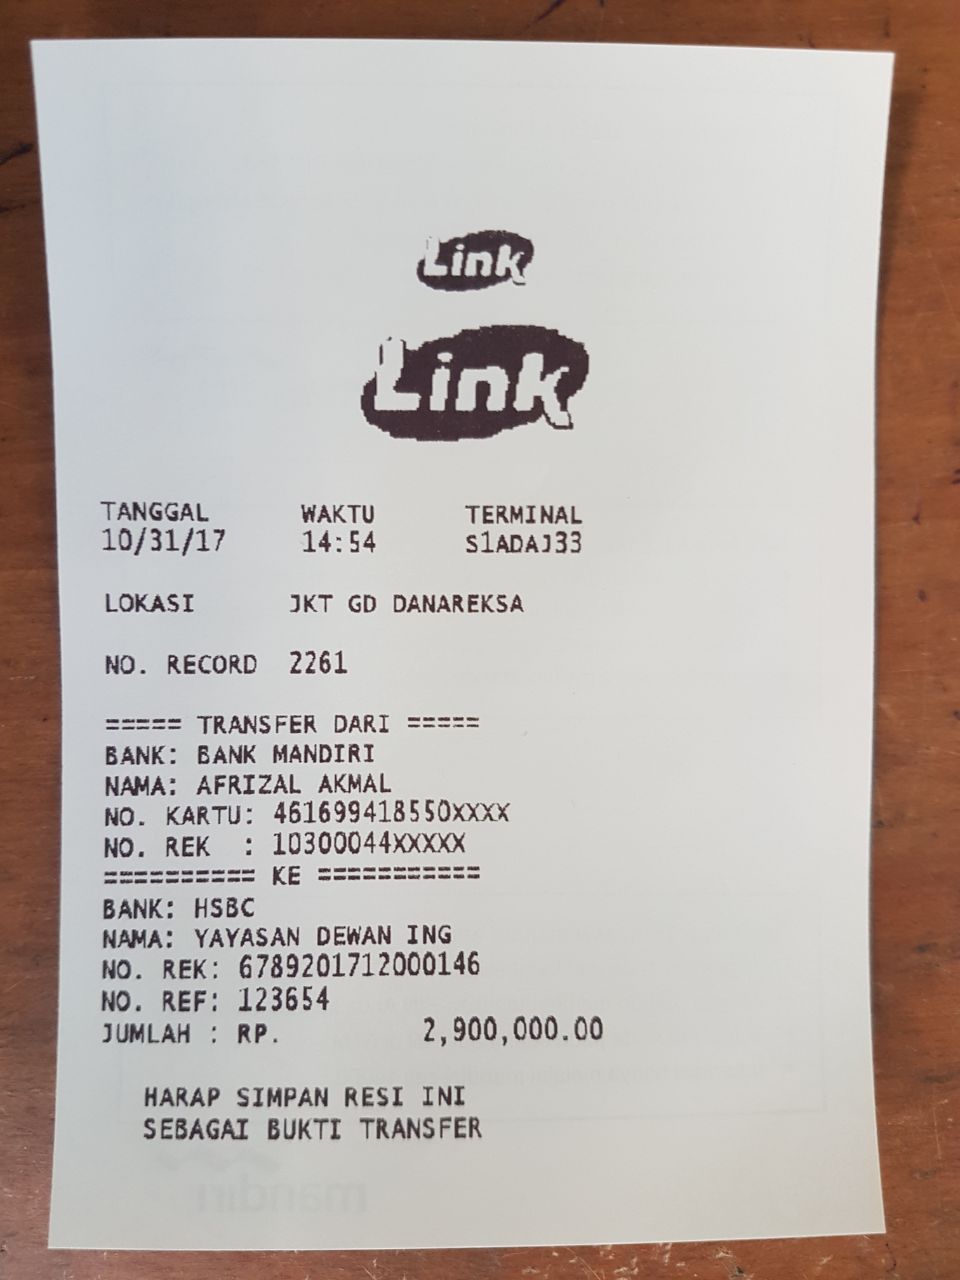 Link
Link
TANGGAL WAKTU TERMINAL
10/31/17 14:54 S1ADAJ33
LOKASI JKT GD DANAREKSA
NO. RECORD 2261
===== TRANSFER DARI =====
BANK: BANK MANDIRI
NAMA: AFRIZAL AKMAL
NO. KARTU: 461699418550XXXX
NO. REK : 10300044XXXXX
========== KE ===========
BANK: HSBC
NAMA: YAYASAN DEWAN ING
NO. REK: 6789201712000146
NO. REF: 123654
JUMLAH : RP. 2,900,000.00
HARAP SIMPAN RESI INI
SEBAGAI BUKTI TRANSFER
mandiri